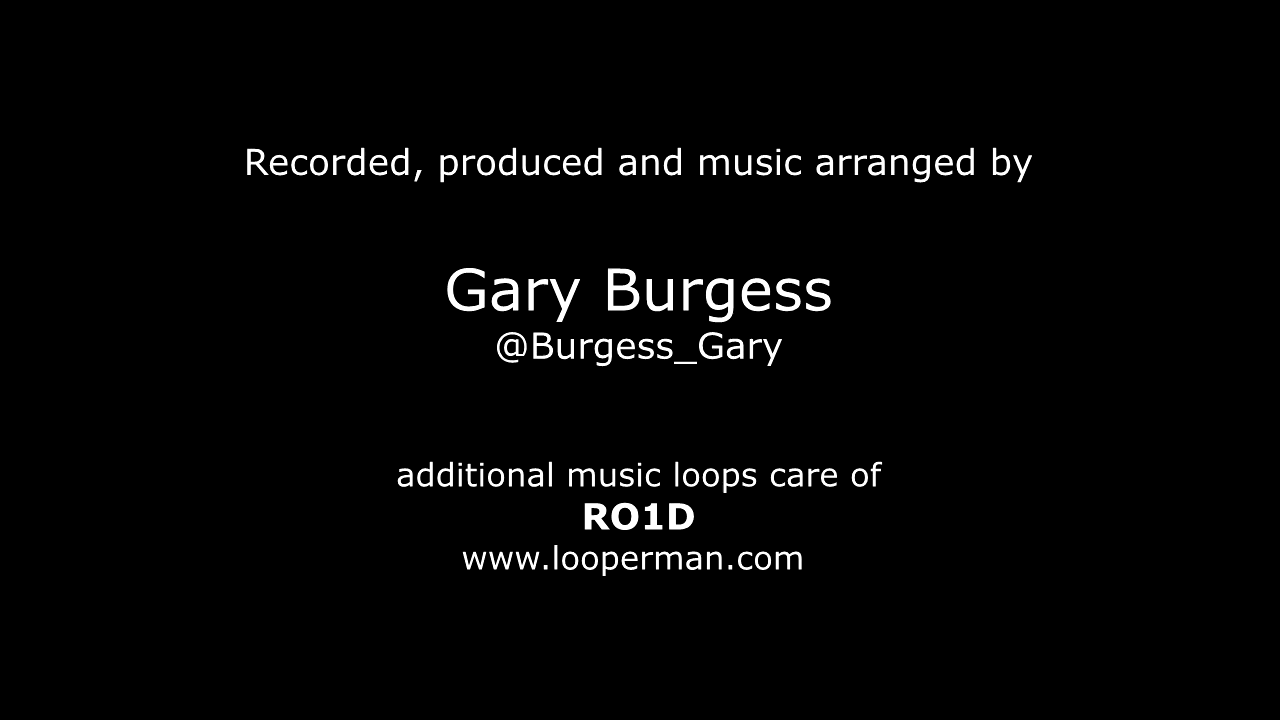 Recorded, produced and music arranged by
Gary Burgess
@Burgess_Gary
additional music loops care of
RO1D
www.looperman.com